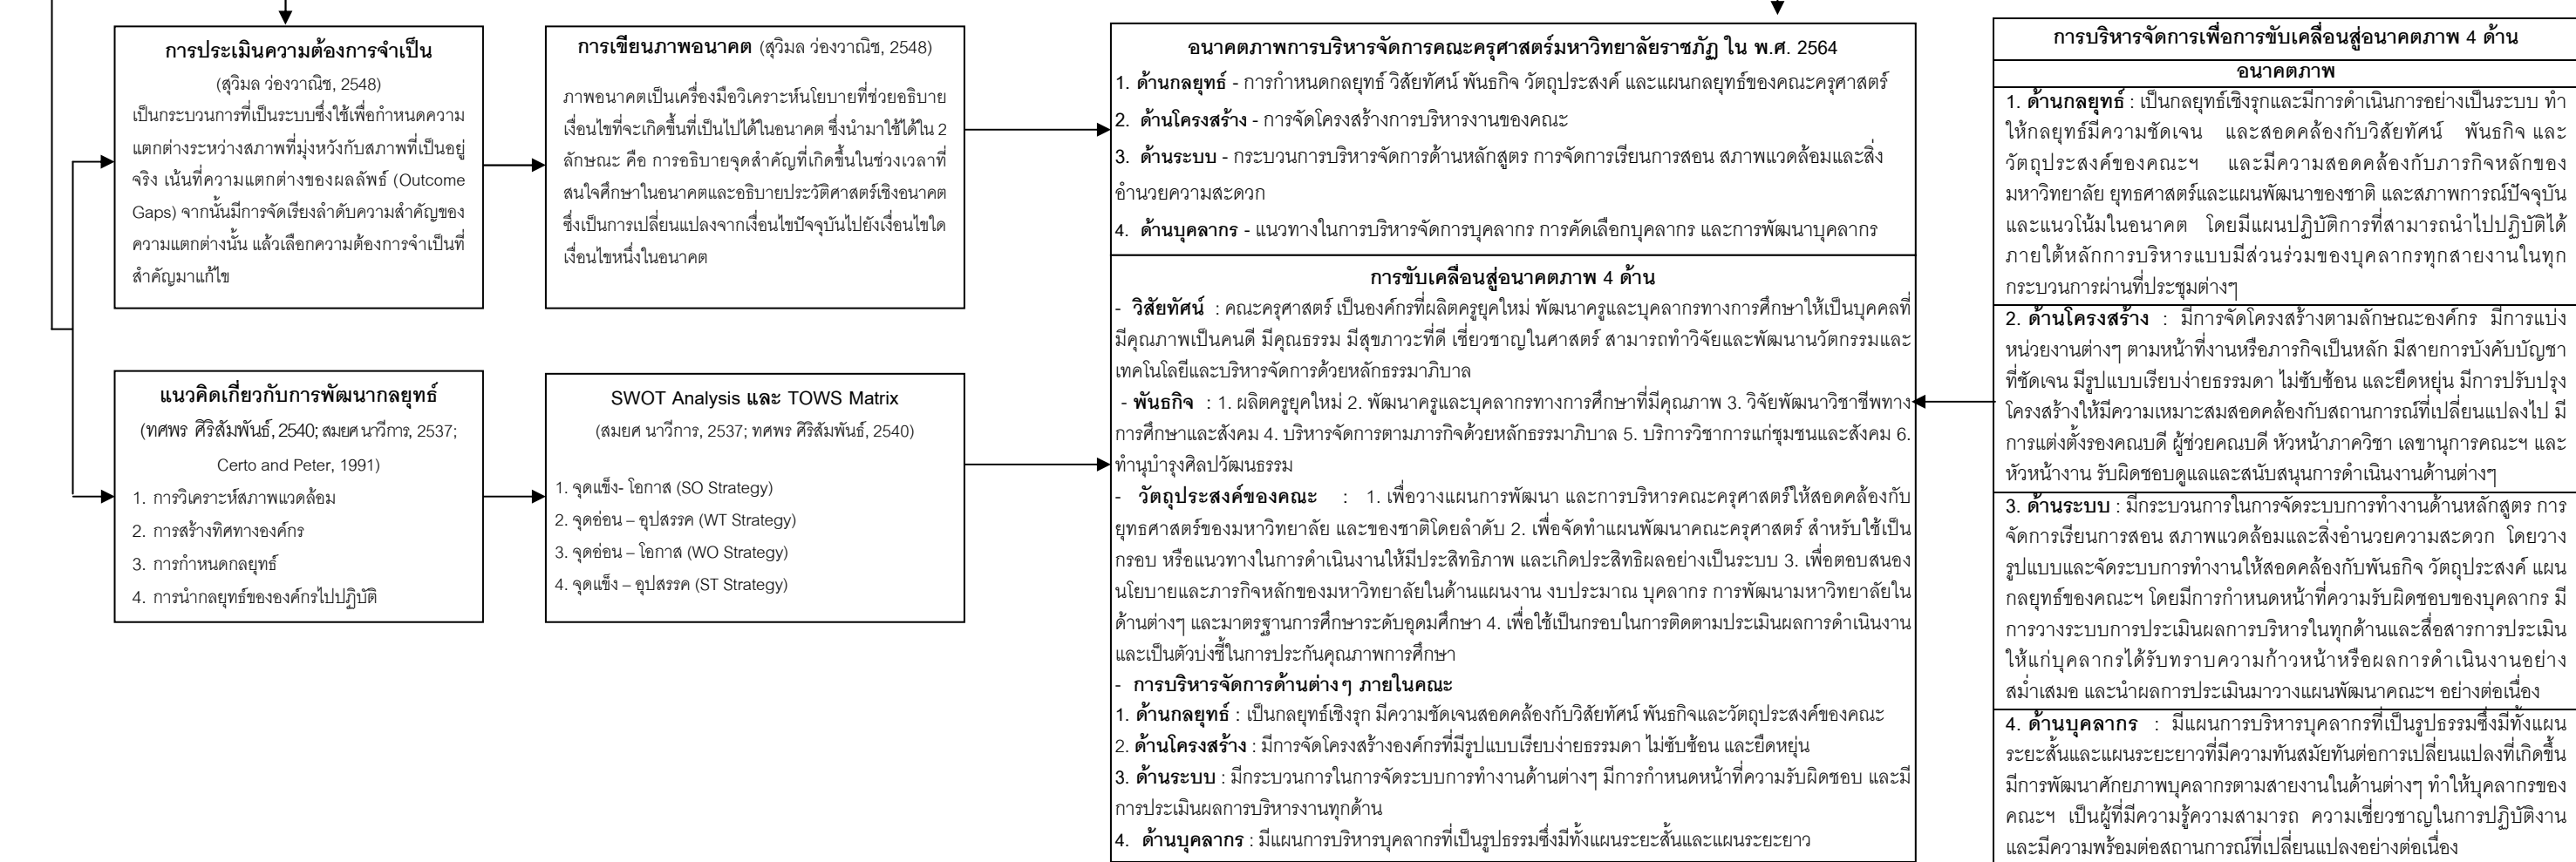 การประเมินความต้องการจำเป็น
(สุวิมล ว่องวาณิช, 2548)
เป็นกระบวนการที่เป็นระบบซึ่งใช้เพื่อกำหนดความ
แตกต่างระหว่างสภาพที่มุ่งหวังกับสภาพที่เป็นอยู่
จริง เน้นที่ความแตกต่างของผลลัพธ์ (Outcome
Gaps) จากนั้นมีการจัดเรียงลำดับความสำคัญของ
ความแตกต่างนั้น แล้วเลือกความต้องการจำเป็นที่
สำคัญมาแก้ไข
การเขียนภาพอนาคต (สุวิมล ว่องวาณิช, 2548)
ภาพอนาคตเป็นเครื่องมือวิเคราะห์นโยบายที่ช่วยอธิบาย
เงื่อนไขที่จะเกิดขึ้นที่เป็นไปได้ในอนาคต ซึ่งนำมาใช้ได้ใน 2
ลักษณะ คือ การอธิบายจุดสำคัญที่เกิดขึ้นในช่วงเวลาที่
สนใจศึกษาในอนาคตและอธิบายประวัติศาสตร์เชิงอนาคต
ซึ่งเป็นการเปลี่ยนแปลงจากเงื่อนไขปัจจุบันไปยังเงื่อนไขใด
เงื่อนไขหนึ่งในอนาคต
แนวคิดเกี่ยวกับการพัฒนากลยุทธ์
(ทศพร ศิริสัมพันธ์, 2540; สมยศ นาวีการ, 2537;
Certo and Peter, 1991)
1. การวิเคราะห์สภาพแวดล้อม
2. การสร้างทิศทางองค์กร
3. การกำหนดกลยุทธ์
4. การนำกลยุทธ์ขององค์กรไปปฏิบัติ
SWOT Analysis และ TOWS Matrix
(สมยศ นาวีการ, 2537; ทศพร ศิริสัมพันธ์, 2540)
1. จุดแข็ง- โอกาส (SO Strategy)
2. จุดอ่อน – อุปสรรค (WT Strategy)
3. จุดอ่อน – โอกาส (WO Strategy)
4. จุดแข็ง – อุปสรรค (ST Strategy)
อนาคตภาพการบริหารจัดการคณะครุศาสตร์มหาวิทยาลัยราชภัฏ ใน พ.ศ. 2564
1. ด้านกลยุทธ์ - การกำหนดกลยุทธ์ วิสัยทัศน์ พันธกิจ วัตถุประสงค์ และแผนกลยุทธ์ของคณะครุศาสตร์
2. ด้านโครงสร้าง - การจัดโครงสร้างการบริหารงานของคณะ
3. ด้านระบบ - กระบวนการบริหารจัดการด้านหลักสูตร การจัดการเรียนการสอน สภาพแวดล้อมและสิ่ง
อำนวยความสะดวก
4. ด้านบุคลากร - แนวทางในการบริหารจัดการบุคลากร การคัดเลือกบุคลากร และการพัฒนาบุคลากร
การขับเคลื่อนสู่อนาคตภาพ 4 ด้าน
- วิสัยทัศน์ : คณะครุศาสตร์ เป็นองค์กรที่ผลิตครูยุคใหม่ พัฒนาครูและบุคลากรทางการศึกษาให้เป็นบุคคลที่
มีคุณภาพเป็นคนดี มีคุณธรรม มีสุขภาวะที่ดี เชี่ยวชาญในศาสตร์ สามารถทำวิจัยและพัฒนานวัตกรรมและ
เทคโนโลยีและบริหารจัดการด้วยหลักธรรมาภิบาล
- พันธกิจ : 1. ผลิตครูยุคใหม่ 2. พัฒนาครูและบุคลากรทางการศึกษาที่มีคุณภาพ 3. วิจัยพัฒนาวิชาชีพทาง
การศึกษาและสังคม 4. บริหารจัดการตามภารกิจด้วยหลักธรรมาภิบาล 5. บริการวิชาการแก่ชุมชนและสังคม 6.
ทำนุบำรุงศิลปวัฒนธรรม
- วัตถุประสงค์ของคณะ : 1. เพื่อวางแผนการพัฒนา และการบริหารคณะครุศาสตร์ให้สอดคล้องกับ
ยุทธศาสตร์ของมหาวิทยาลัย และของชาติโดยลำดับ 2. เพื่อจัดทำแผนพัฒนาคณะครุศาสตร์ สำหรับใช้เป็น
กรอบ หรือแนวทางในการดำเนินงานให้มีประสิทธิภาพ และเกิดประสิทธิผลอย่างเป็นระบบ 3. เพื่อตอบสนอง
นโยบายและภารกิจหลักของมหาวิทยาลัยในด้านแผนงาน งบประมาณ บุคลากร การพัฒนามหาวิทยาลัยใน
ด้านต่างๆ และมาตรฐานการศึกษาระดับอุดมศึกษา 4. เพื่อใช้เป็นกรอบในการติดตามประเมินผลการดำเนินงาน
และเป็นตัวบ่งชี้ในการประกันคุณภาพการศึกษา
- การบริหารจัดการด้านต่างๆ ภายในคณะ
1. ด้านกลยุทธ์ : เป็นกลยุทธ์เชิงรุก มีความชัดเจนสอดคล้องกับวิสัยทัศน์ พันธกิจและวัตถุประสงค์ของคณะ
2. ด้านโครงสร้าง : มีการจัดโครงสร้างองค์กรที่มีรูปแบบเรียบง่ายธรรมดา ไม่ซับซ้อน และยืดหยุ่น
3. ด้านระบบ : มีกระบวนการในการจัดระบบการทำงานด้านต่างๆ มีการกำหนดหน้าที่ความรับผิดชอบ และมี
การประเมินผลการบริหารงานทุกด้าน
4. ด้านบุคลากร : มีแผนการบริหารบุคลากรที่เป็นรูปธรรมซึ่งมีทั้งแผนระยะสั้นและแผนระยะยาว
การบริหารจัดการเพื่อการขับเคลื่อนสู่อนาคตภาพ 4 ด้าน
อนาคตภาพ
1. ด้านกลยุทธ์ : เป็นกลยุทธ์เชิงรุกและมีการดำเนินการอย่างเป็นระบบ ทำ
ให้กลยุทธ์มีความชัดเจน และสอดคล้องกับวิสัยทัศน์ พันธกิจ และ
วัตถุประสงค์ของคณะฯ และมีความสอดคล้องกับภารกิจหลักของ
มหาวิทยาลัย ยุทธศาสตร์และแผนพัฒนาของชาติ และสภาพการณ์ปัจจุบัน
และแนวโน้มในอนาคต โดยมีแผนปฏิบัติการที่สามารถนำไปปฏิบัติได้
ภายใต้หลักการบริหารแบบมีส่วนร่วมของบุคลากรทุกสายงานในทุก
กระบวนการผ่านที่ประชุมต่างๆ
2. ด้านโครงสร้าง : มีการจัดโครงสร้างตามลักษณะองค์กร มีการแบ่ง
หน่วยงานต่างๆ ตามหน้าที่งานหรือภารกิจเป็นหลัก มีสายการบังคับบัญชา
ที่ชัดเจน มีรูปแบบเรียบง่ายธรรมดา ไม่ซับซ้อน และยืดหยุ่น มีการปรับปรุง
โครงสร้างให้มีความเหมาะสมสอดคล้องกับสถานการณ์ที่เปลี่ยนแปลงไป มี
การแต่งตั้งรองคณบดี ผู้ช่วยคณบดี หัวหน้าภาควิชา เลขานุการคณะฯ และ
หัวหน้างาน รับผิดชอบดูแลและสนับสนุนการดำเนินงานด้านต่างๆ
3. ด้านระบบ : มีกระบวนการในการจัดระบบการทำงานด้านหลักสูตร การ
จัดการเรียนการสอน สภาพแวดล้อมและสิ่งอำนวยความสะดวก โดยวาง
รูปแบบและจัดระบบการทำงานให้สอดคล้องกับพันธกิจ วัตถุประสงค์ แผน
กลยุทธ์ของคณะฯ โดยมีการกำหนดหน้าที่ความรับผิดชอบของบุคลากร มี
การวางระบบการประเมินผลการบริหารในทุกด้านและสื่อสารการประเมิน
ให้แก่บุคลากรได้รับทราบความก้าวหน้าหรือผลการดำเนินงานอย่าง
สม่ำเสมอ และนำผลการประเมินมาวางแผนพัฒนาคณะฯ อย่างต่อเนื่อง
4. ด้านบุคลากร : มีแผนการบริหารบุคลากรที่เป็นรูปธรรมซึ่งมีทั้งแผน
ระยะสั้นและแผนระยะยาวที่มีความทันสมัยทันต่อการเปลี่ยนแปลงที่เกิดขึ้น
มีการพัฒนาศักยภาพบุคลากรตามสายงานในด้านต่างๆ ทำให้บุคลากรของ
คณะฯ เป็นผู้ที่มีความรู้ความสามารถ ความเชี่ยวชาญในการปฏิบัติงาน
และมีความพร้อมต่อสถานการณ์ที่เปลี่ยนแปลงอย่างต่อเนื่อง